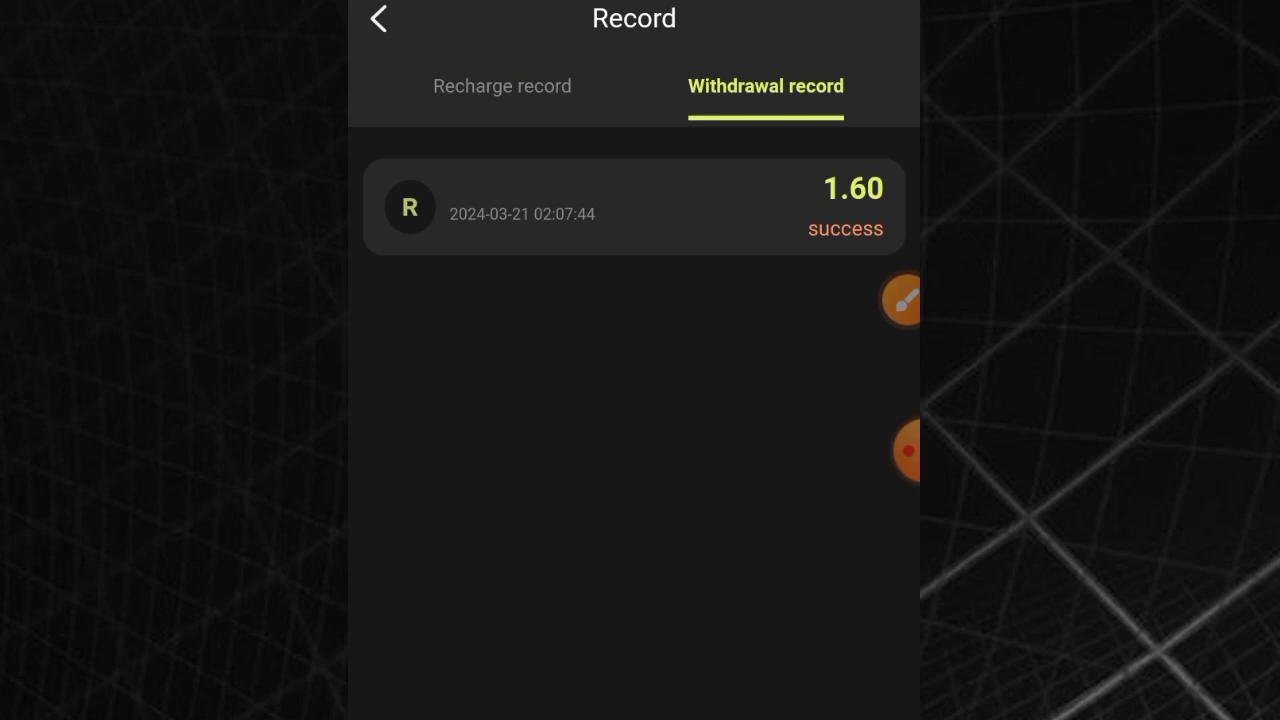 Record
Recharge record
Withdrawal record
R
2024-03-21 02:07:44
1.60
success